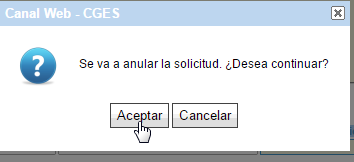 Canal Web - CGES
Se va a anular la solicitud. ¿Desea continuar?
Aceptar Cancelar